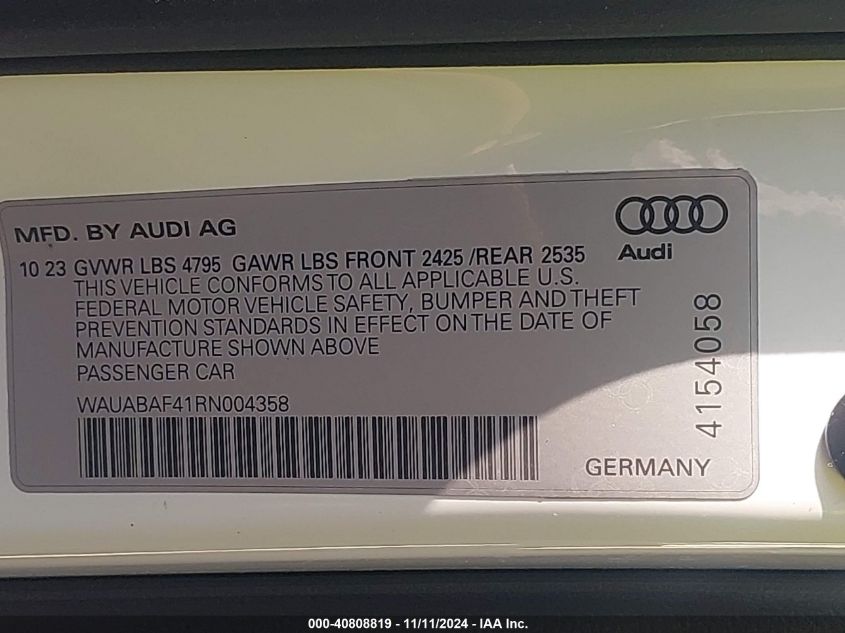 MFD. BY AUDI AG
Audi
10 23 GVWR LBS 4795 GAWR LBS FRONT 2425 /REAR 2535
THIS VEHICLE CONFORMS TO ALL APPLICABLE U.S.
FEDERAL MOTOR VEHICLE SAFETY, BUMPER AND THEFT
PREVENTION STANDARDS IN EFFECT ON THE DATE OF
MANUFACTURE SHOWN ABOVE
PASSENGER CAR
WAUABAF41RN004358
4154058
GERMANY
000-40808819 - 11/11/2024 - IAA Inc.